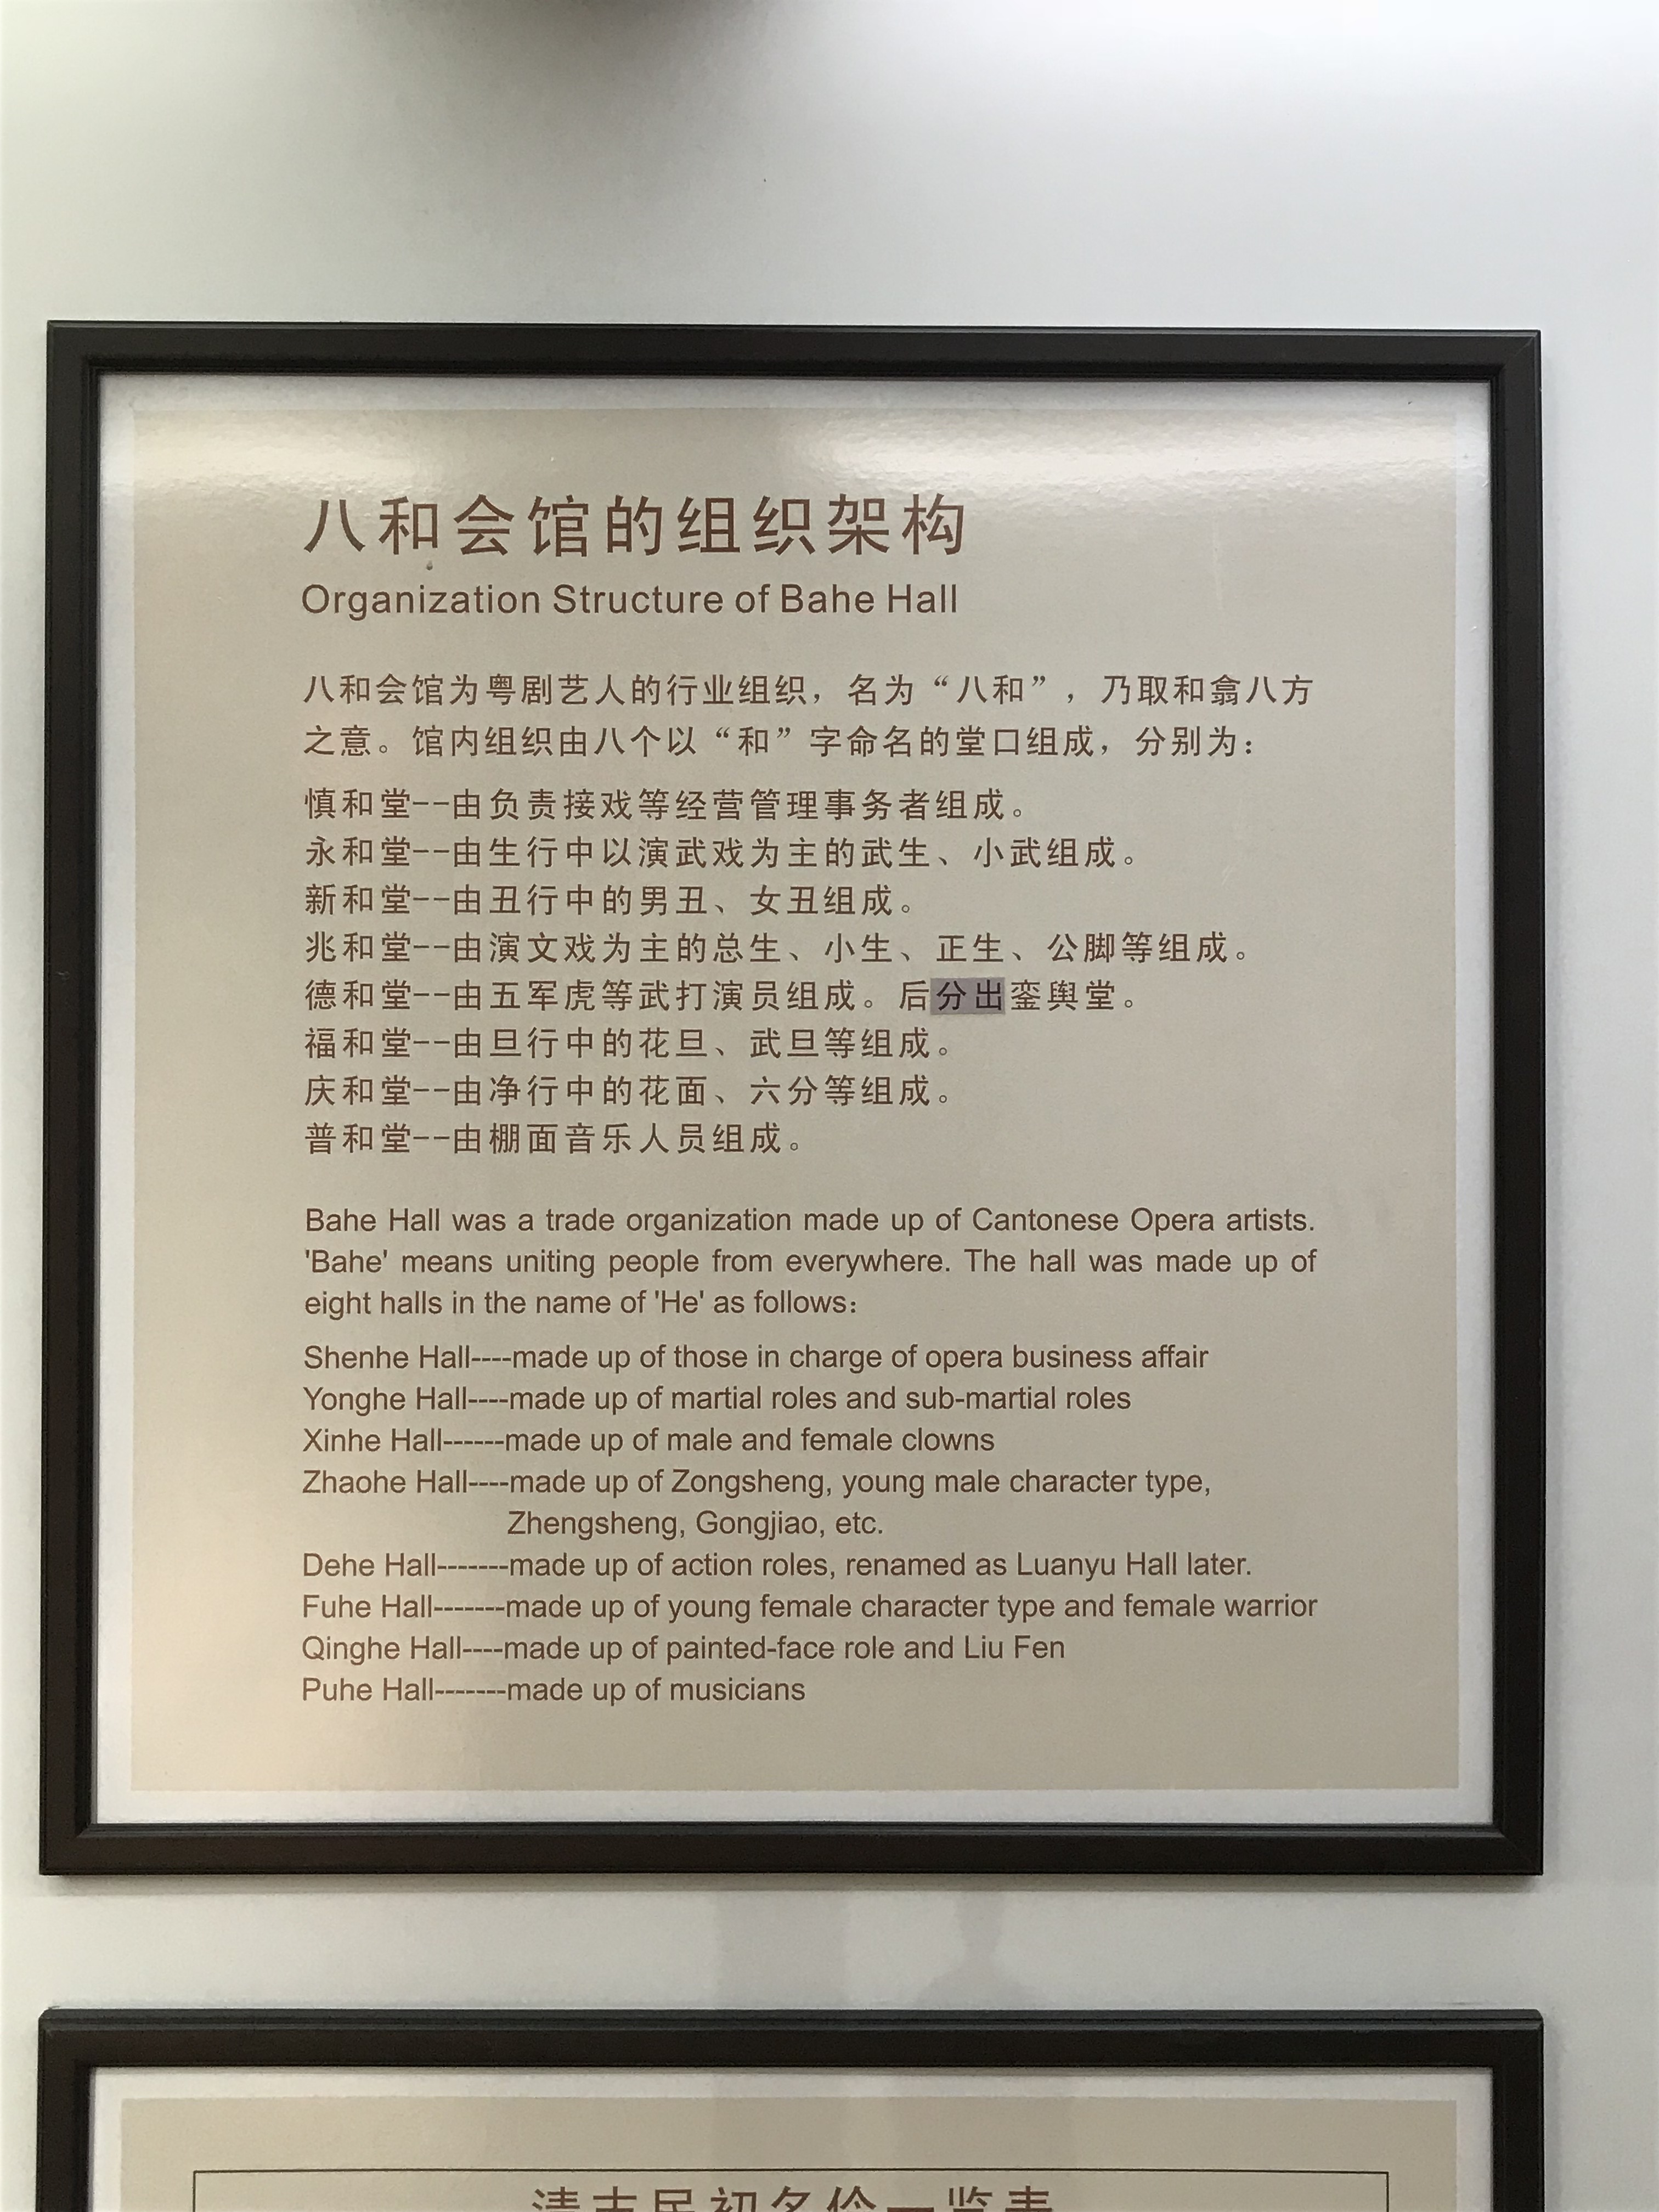 八和会馆的组织架构
Organization Structure of Bahe Hall
八和会馆为粤剧艺人的行业组织，名为“八和”，乃取和翕八方
之意。馆内组织由八个以“和”字命名的堂口组成，分别为：
慎和堂--由负责接戏等经营管理事务者组成。
永和堂--由生行中以演武戏为主的武生、小武组成。
新和堂--由丑行中的男丑、女丑组成。
兆和堂--由演文戏为主的总生、小生、正生、公脚等组成。
德和堂--由五军虎等武打演员组成。后分出銮舆堂。
福和堂--由旦行中的花旦、武旦等组成。
庆和堂--由净行中的花面、六分等组成。
普和堂--由棚面音乐人员组成。
Bahe Hall was a trade organization made up of Cantonese Opera artists.
'Bahe' means uniting people from everywhere. The hall was made up of
eight halls in the name of 'He' as follows：
Shenhe Hall----made up of those in charge of opera business affair
Yonghe Hall----made up of martial roles and sub-martial roles
Xinhe Hall------made up of male and female clowns
Zhaohe Hall----made up of Zongsheng, young male character type,
Zhengsheng, Gongjiao, etc.
Dehe Hall-------made up of action roles, renamed as Luanyu Hall later.
Fuhe Hall-------made up of young female character type and female warrior
Qinghe Hall----made up of painted-face role and Liu Fen
Puhe Hall-------made up of musicians
清末民初名伶一览表